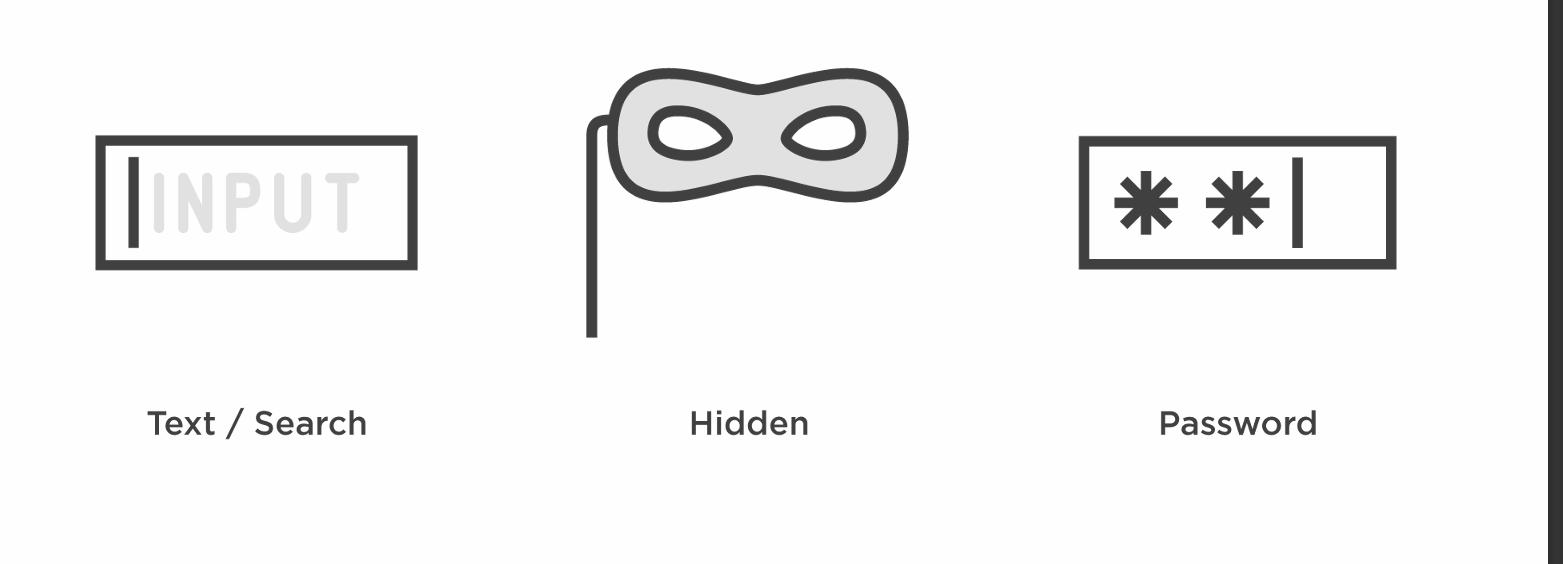 INPUT
**
Text / Search
Hidden
Password